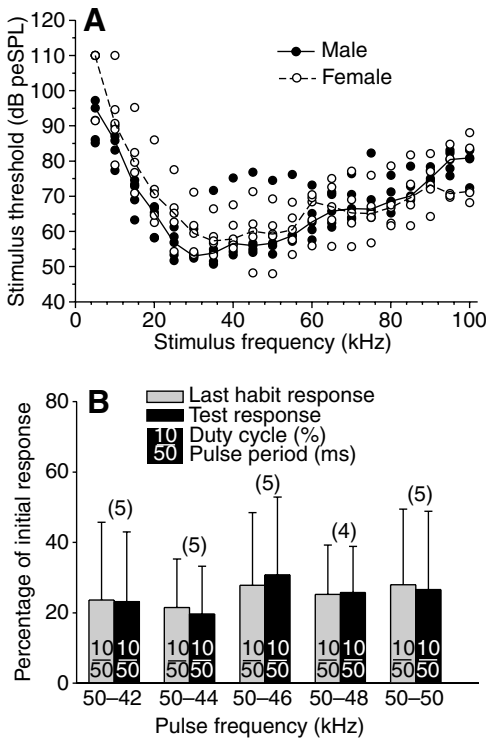 A
Male
Female
Stimulus threshold (dB peSPL)
120
110
100
90
80
70
60
50
40
0 20 40 60 80 100
Stimulus frequency (kHz)
B
Last habit response
Test response
10 Duty cycle (%)
50 Pulse period (ms)
Percentage of initial response
80
60
40
20
0
(5) (5) (5) (4) (5)
10 10 10 10 10 10 10 10 10 10
50 50 50 50 50 50 50 50 50 50
50–42 50–44 50–46 50–48 50–50
Pulse frequency (kHz)